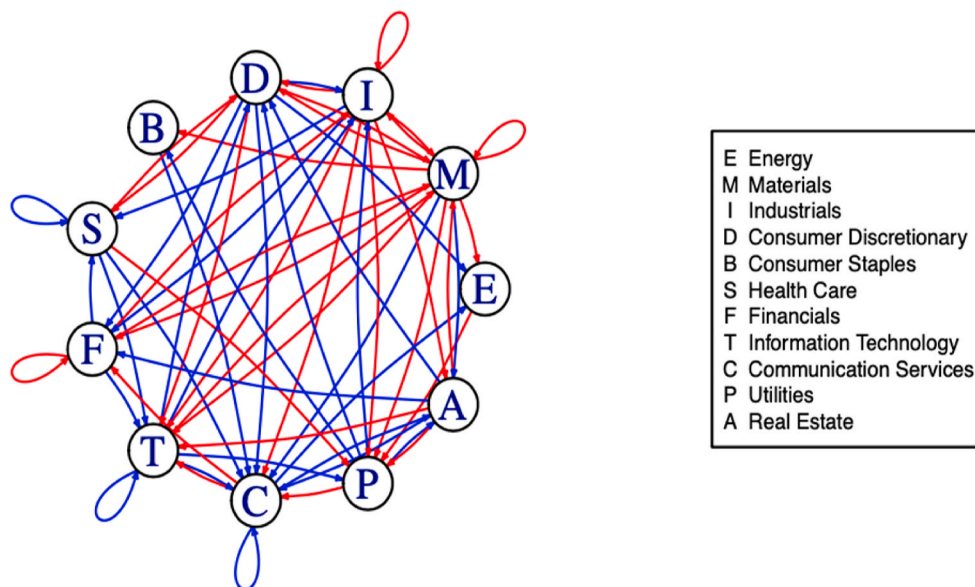 D
I
B
M
S
E
F
A
T
P
C
E Energy
M Materials
I Industrials
D Consumer Discretionary
B Consumer Staples
S Health Care
F Financials
T Information Technology
C Communication Services
P Utilities
A Real Estate